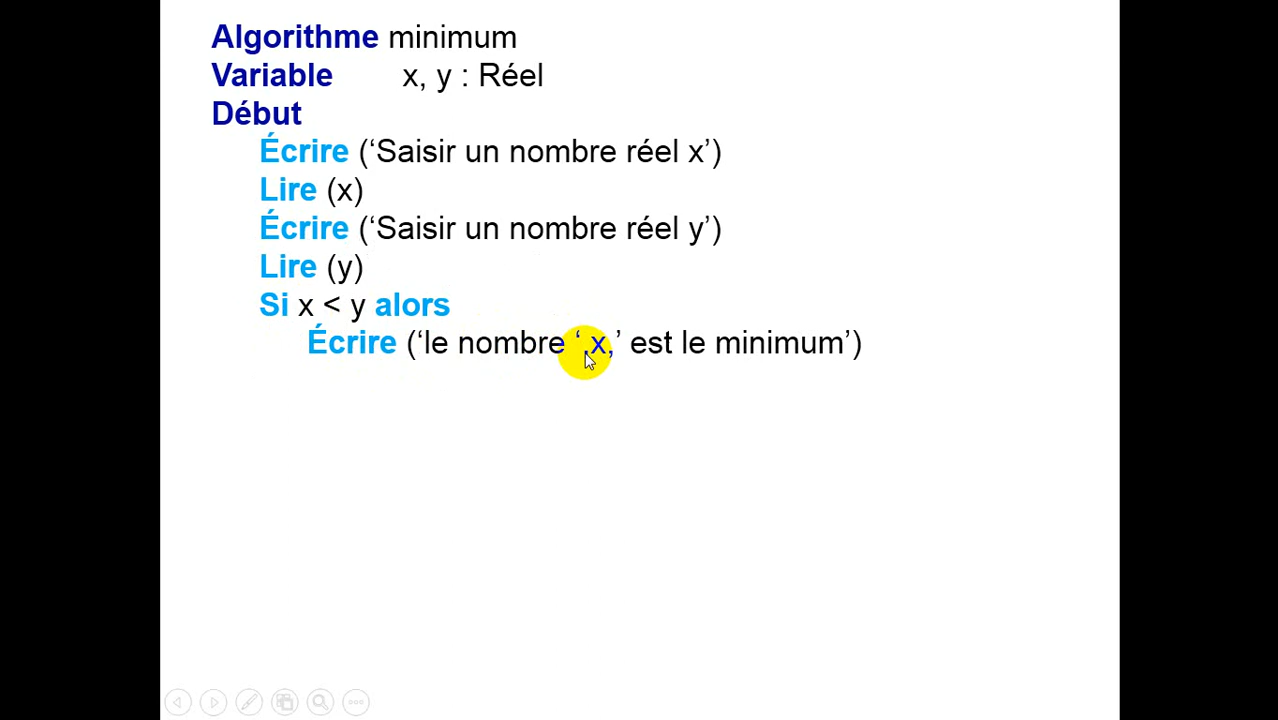 Algorithme minimum
Variable x, y : Réel
Début
Écrire (‘Saisir un nombre réel x’)
Lire (x)
Écrire (‘Saisir un nombre réel y’)
Lire (y)
Si x < y alors
Écrire (‘le nombre ‘,x,’ est le minimum’)